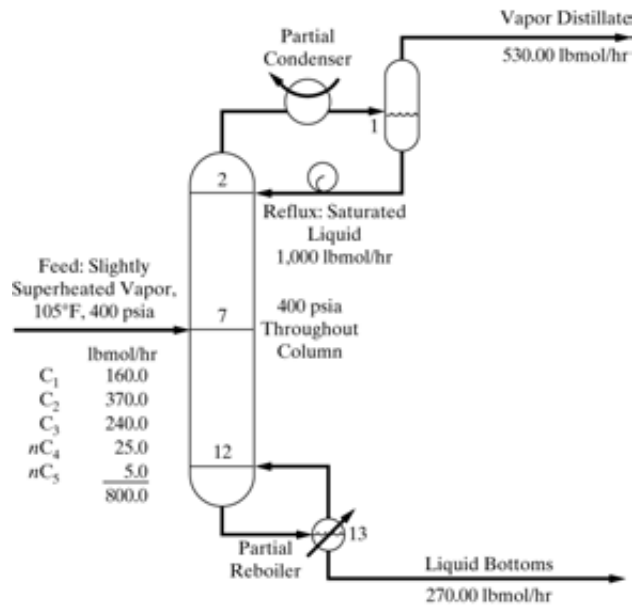 Vapor Distillate
530.00 lbmol/hr
Partial
Condenser
1
2
Reflux: Saturated
Liquid
1,000 lbmol/hr
Feed: Slightly
Superheated Vapor,
105°F, 400 psia
7
400 psia
Throughout
Column
lbmol/hr
C₁ 160.0
C₂ 370.0
C₃ 240.0
nC₄ 25.0
nC₅ 5.0
800.0
12
13
Partial
Reboiler
Liquid Bottoms
270.00 lbmol/hr